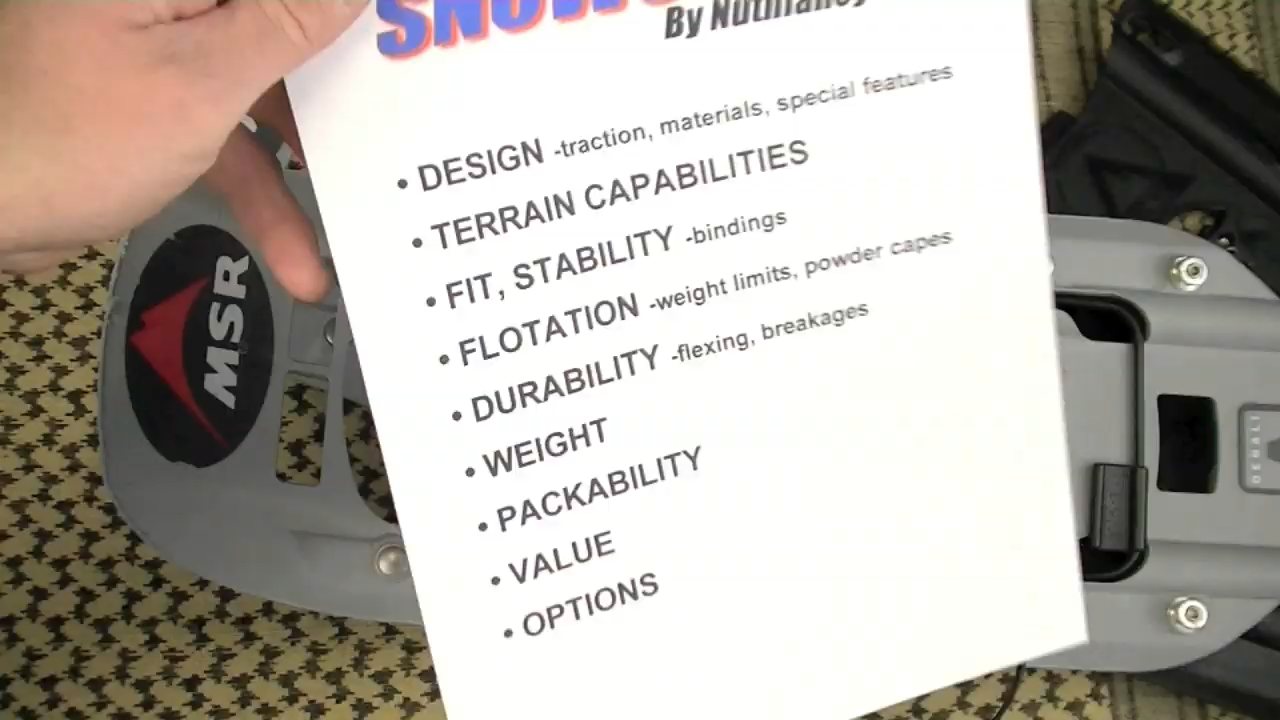 By
• DESIGN -traction, materials, special features
• TERRAIN CAPABILITIES
• FIT, STABILITY -bindings
• FLOTATION -weight limits, powder capes
• DURABILITY -flexing, breakages
• WEIGHT
• PACKABILITY
• VALUE
• OPTIONS
MSR
DENALI